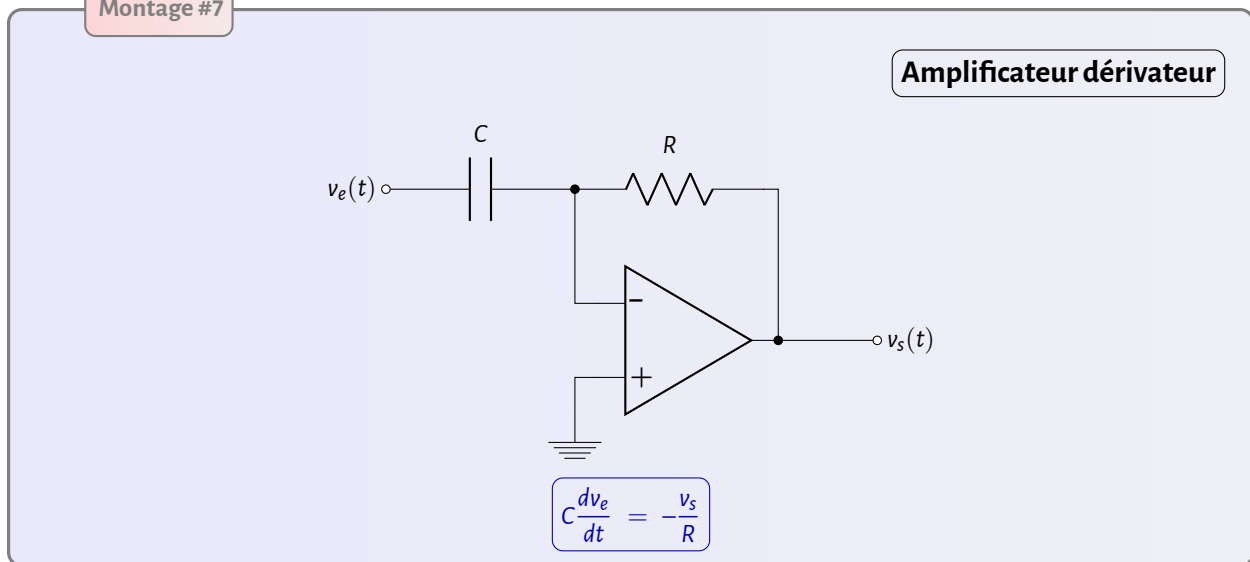 Montage #7
Amplificateur dérivateur
C
R
v_e(t)
−
+
v_s(t)
C dv_e/dt = −v_s/R